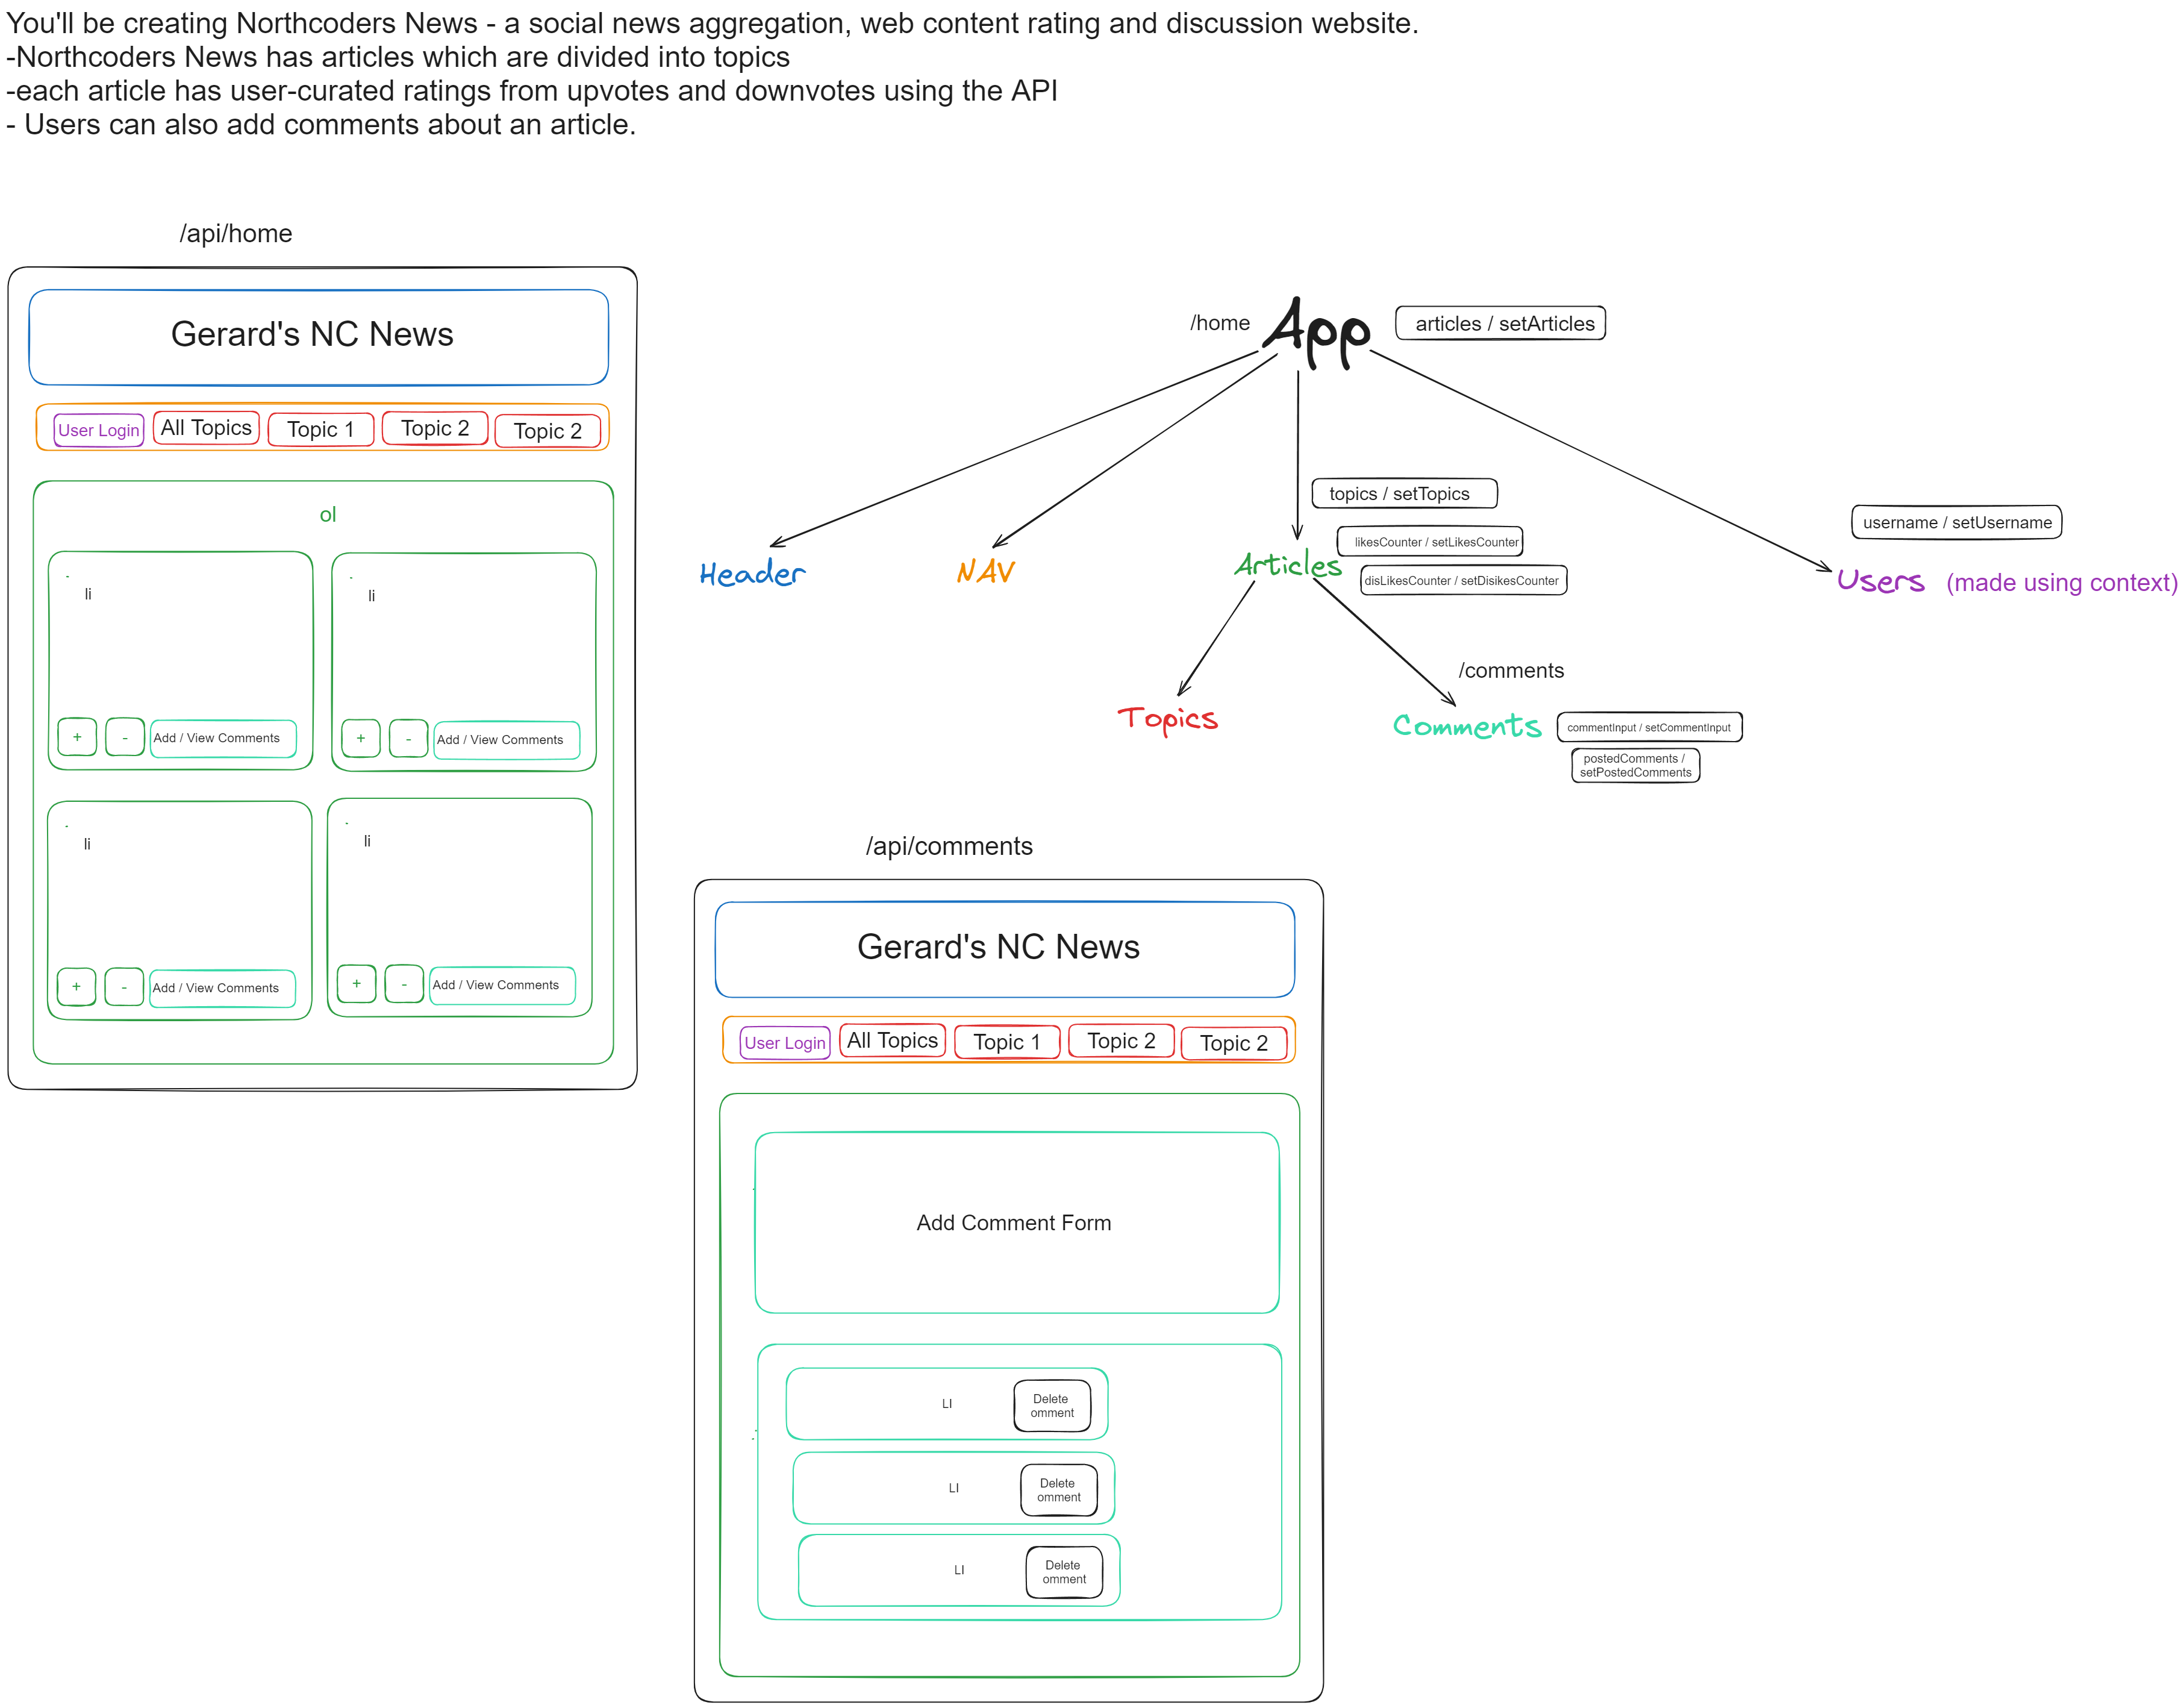 You'll be creating Northcoders News - a social news aggregation, web content rating and discussion website.
-Northcoders News has articles which are divided into topics
-each article has user-curated ratings from upvotes and downvotes using the API
- Users can also add comments about an article.
/api/home
Gerard's NC News
User Login
All Topics
Topic 1
Topic 2
Topic 2
ol
-
li
-
li
+
-
Add / View Comments
+
-
Add / View Comments
-
li
-
li
+
-
Add / View Comments
+
-
Add / View Comments
/home
App
articles / setArticles
Header
NAV
topics / setTopics
Articles
likesCounter / setLikesCounter
disLikesCounter / setDisikesCounter
username / setUsername
Users
(made using context)
Topics
/comments
Comments
commentInput / setCommentInput
postedComments /
setPostedComments
/api/comments
Gerard's NC News
User Login
All Topics
Topic 1
Topic 2
Topic 2
Add Comment Form
LI
Delete
omment
LI
Delete
omment
LI
Delete
omment